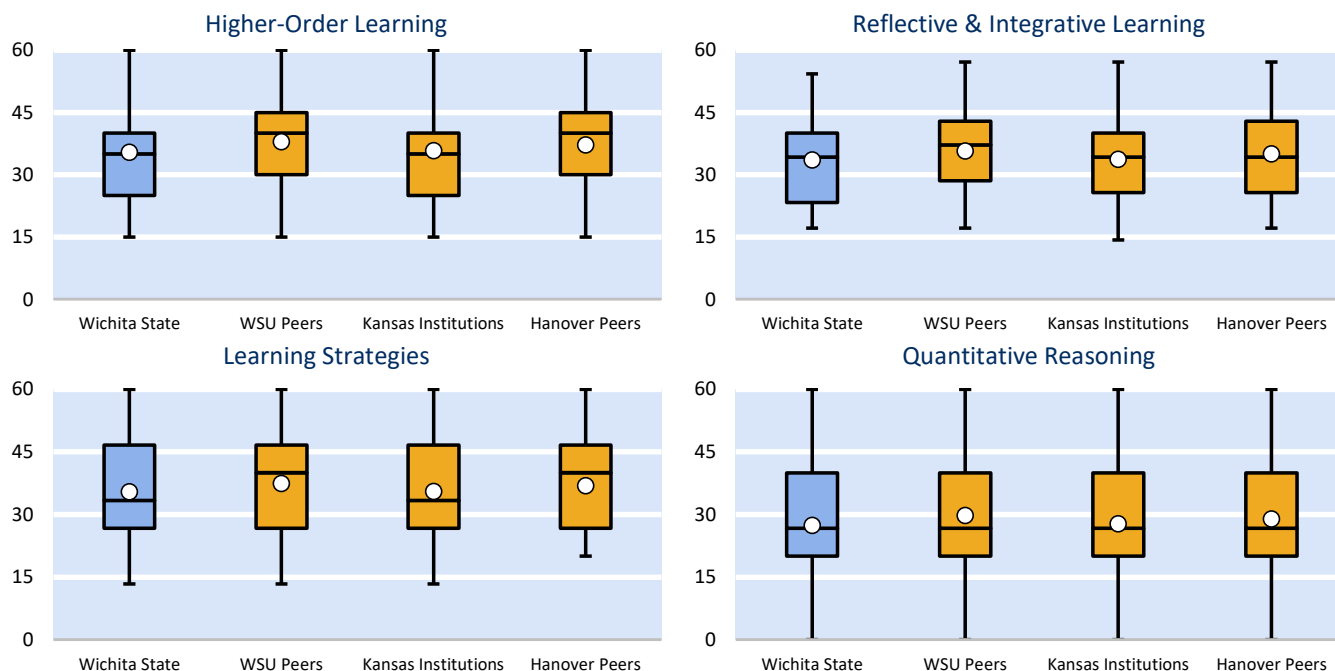 Higher-Order Learning
60
45
30
15
0
Wichita State WSU Peers Kansas Institutions Hanover Peers
Reflective & Integrative Learning
60
45
30
15
0
Wichita State WSU Peers Kansas Institutions Hanover Peers
Learning Strategies
60
45
30
15
0
Wichita State WSU Peers Kansas Institutions Hanover Peers
Quantitative Reasoning
60
45
30
15
0
Wichita State WSU Peers Kansas Institutions Hanover Peers